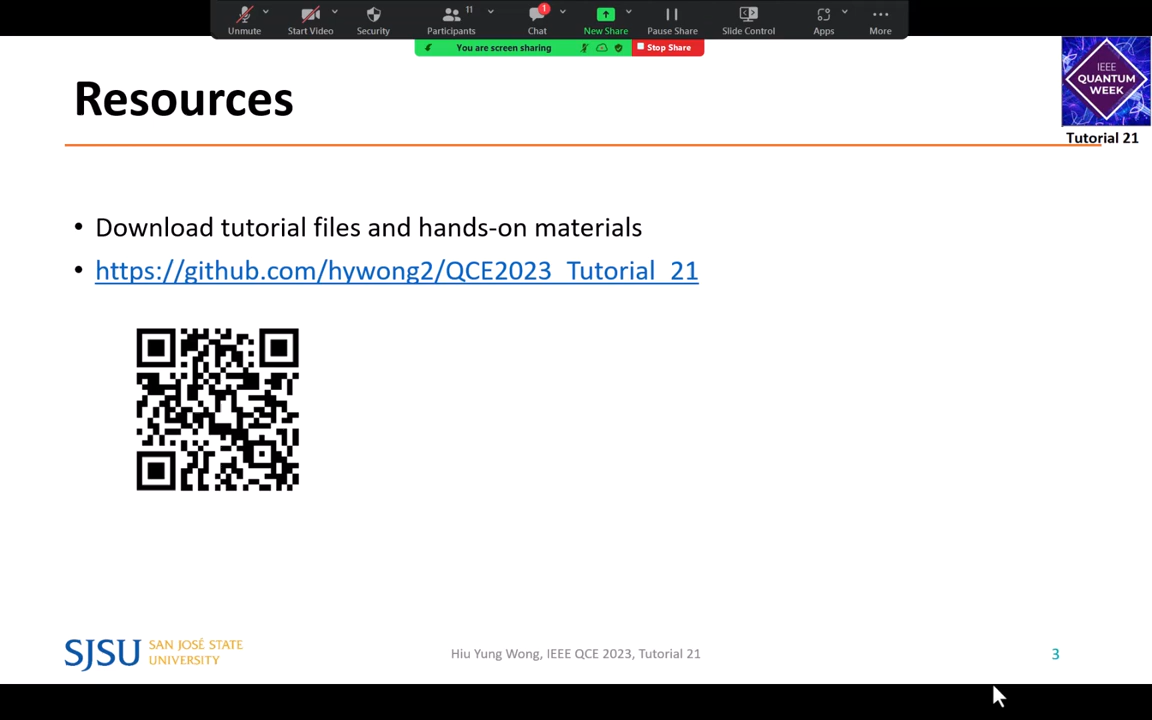 11
1
Unmute
Start Video
Security
Participants
Chat
New Share
Pause Share
Slide Control
Apps
More
You are screen sharing
Stop Share
Resources
IEEE
QUANTUM
WEEK
Tutorial 21
• Download tutorial files and hands-on materials
• https://github.com/hywong2/QCE2023_Tutorial_21
SJSU
SAN JOSÉ STATE
UNIVERSITY
Hiu Yung Wong, IEEE QCE 2023, Tutorial 21
3